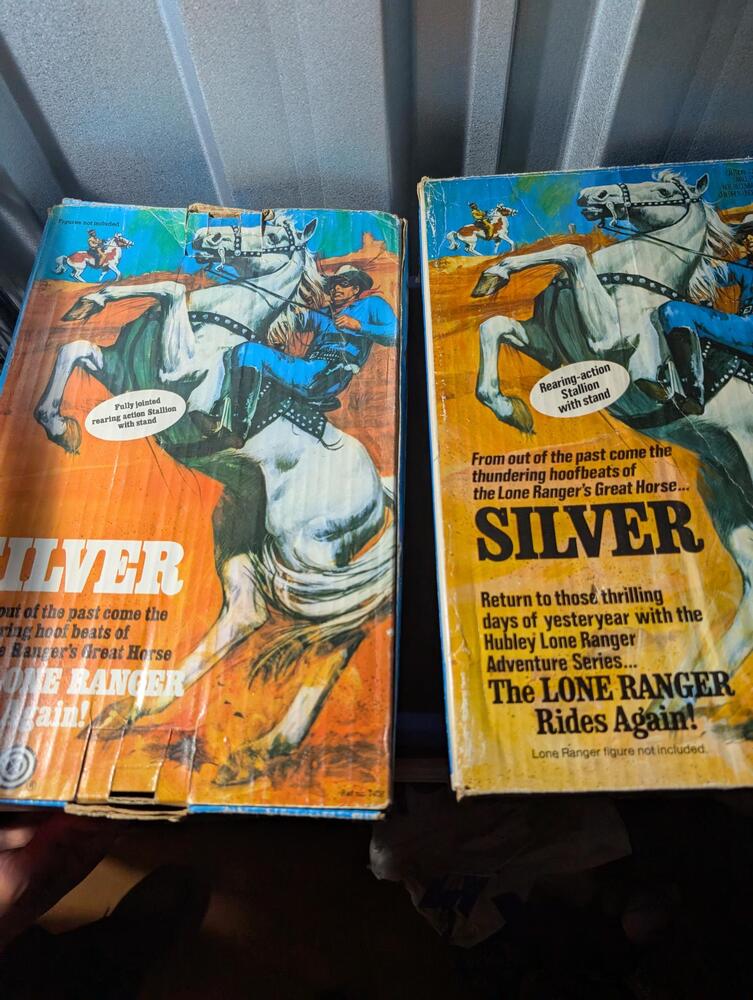 Figures not included
Fully jointed
rearing action Stallion
with stand
ILVER
out of the past come the
ring hoof beats of
e Ranger's Great Horse
ONE RANGER
Again!
Rearing-action
Stallion
with stand
From out of the past come the
thundering hoofbeats of
the Lone Ranger's Great Horse...
SILVER
Return to those thrilling
days of yesteryear with the
Hubley Lone Ranger
Adventure Series...
The LONE RANGER
Rides Again!
Lone Ranger figure not included.